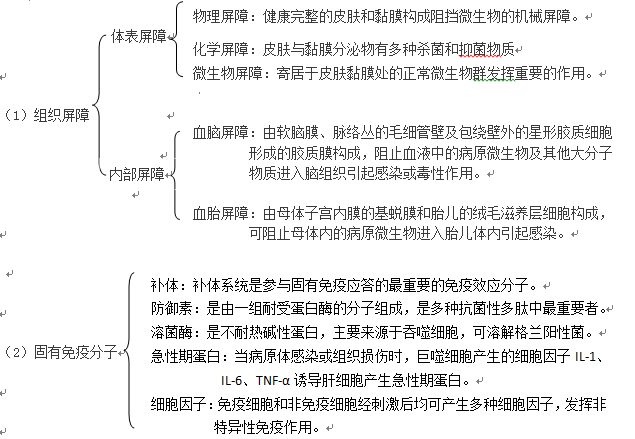 物理屏障：健康完整的皮肤和黏膜构成阻挡微生物的机械屏障。
体表屏障
化学屏障：皮肤与黏膜分泌物有多种杀菌和抑菌物质
微生物屏障：寄居于皮肤黏膜处的正常微生物群发挥重要的作用。
（1）组织屏障
血脑屏障：由软脑膜、脉络丛的毛细管壁及包绕壁外的星形胶质细胞
形成的胶质膜构成，阻止血液中的病原微生物及其他大分子
内部屏障
物质进入脑组织引起感染或毒性作用。
血胎屏障：由母体子宫内膜的基蜕膜和胎儿的绒毛滋养层细胞构成，
可阻止母体内的病原微生物进入胎儿体内引起感染。
补体：补体系统是参与固有免疫应答的最重要的免疫效应分子。
防御素：是由一组耐受蛋白酶的分子组成，是多种抗菌性多肽中最重要者。
溶菌酶：是不耐热碱性蛋白，主要来源于吞噬细胞，可溶解格兰阳性菌。
（2）固有免疫分子
急性期蛋白：当病原体感染或组织损伤时，巨噬细胞产生的细胞因子 IL-1、
IL-6、TNF-α 诱导肝细胞产生急性期蛋白。
细胞因子：免疫细胞和非免疫细胞经刺激后均可产生多种细胞因子，发挥非
特异性免疫作用。